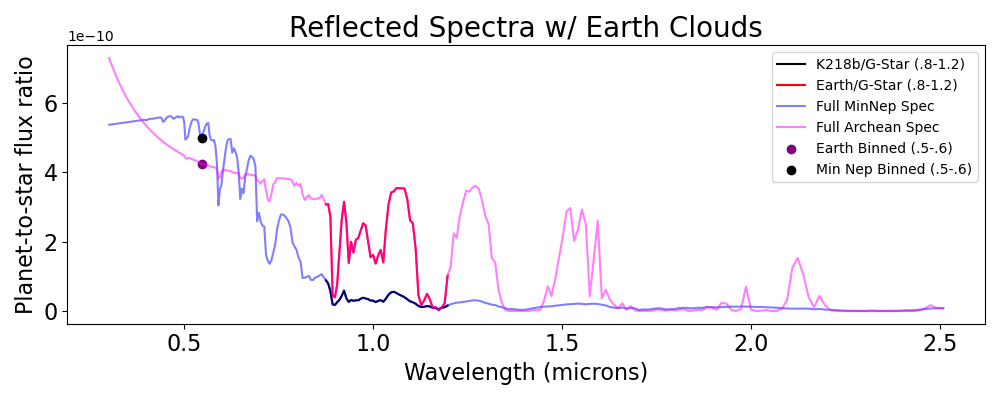 Reflected Spectra w/ Earth Clouds
1e−10
Planet-to-star flux ratio
6
4
2
0
K218b/G-Star (.8-1.2)
Earth/G-Star (.8-1.2)
Full MinNep Spec
Full Archean Spec
Earth Binned (.5-.6)
Min Nep Binned (.5-.6)
0.5 1.0 1.5 2.0 2.5
Wavelength (microns)